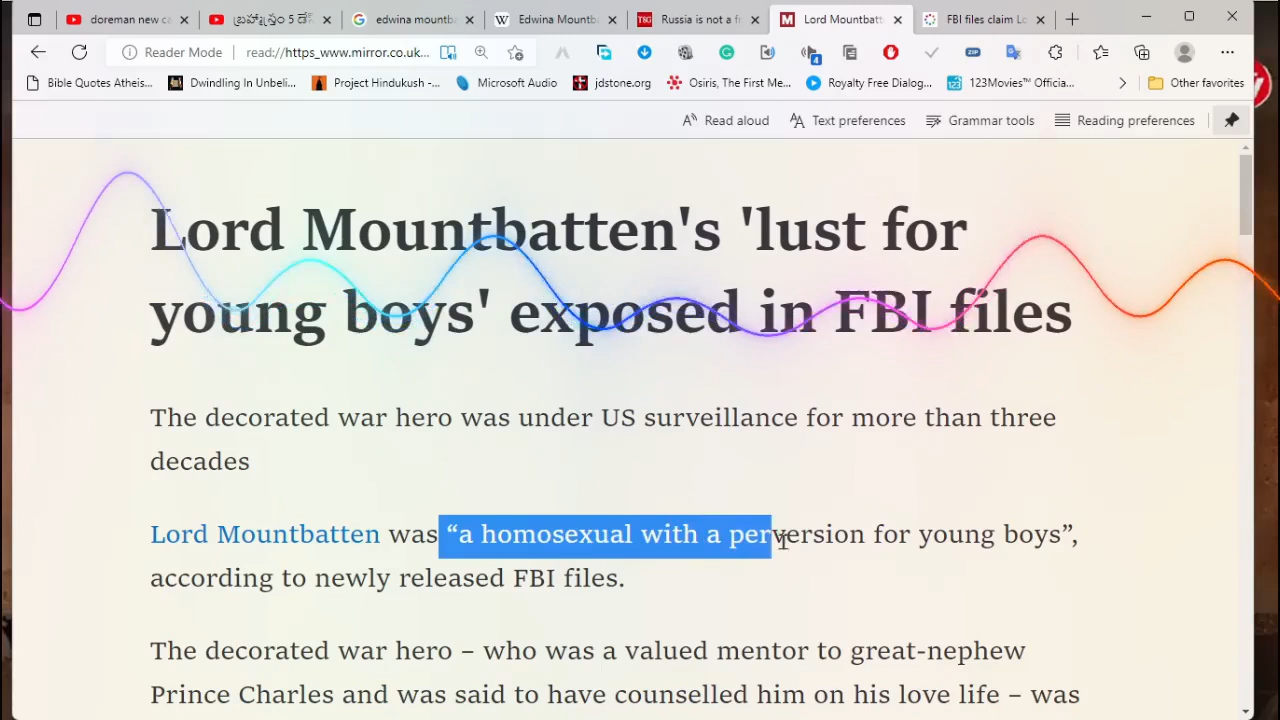 doreman new ca
బ్రహ్మాస్త్రం 5 డేస్
edwina mountba
Edwina Mountb
Russia is not a f
Lord Mountbatt
FBI files claim Lo
Reader Mode
read://https_www.mirror.co.uk...
4
ZIP
Bible Quotes Atheis...
Dwindling In Unbeli...
Project Hindukush -...
Microsoft Audio
jdstone.org
Osiris, The First Me...
Royalty Free Dialog...
123Movies™ Officia...
Other favorites
Read aloud
Text preferences
Grammar tools
Reading preferences
Lord Mountbatten's 'lust for
young boys' exposed in FBI files
The decorated war hero was under US surveillance for more than three
decades
Lord Mountbatten was “a homosexual with a perversion for young boys”,
according to newly released FBI files.
The decorated war hero – who was a valued mentor to great-nephew
Prince Charles and was said to have counselled him on his love life – was